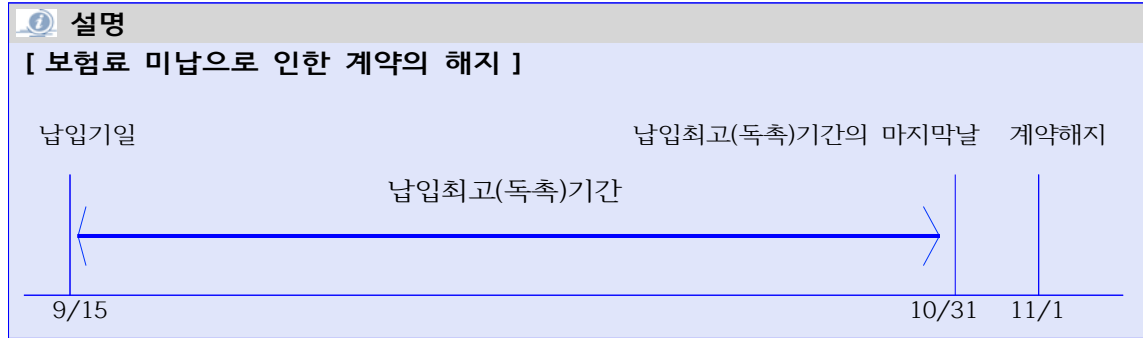 설명
[ 보험료 미납으로 인한 계약의 해지 ]
납입기일 납입최고(독촉)기간의 마지막날 계약해지
납입최고(독촉)기간
9/15 10/31 11/1